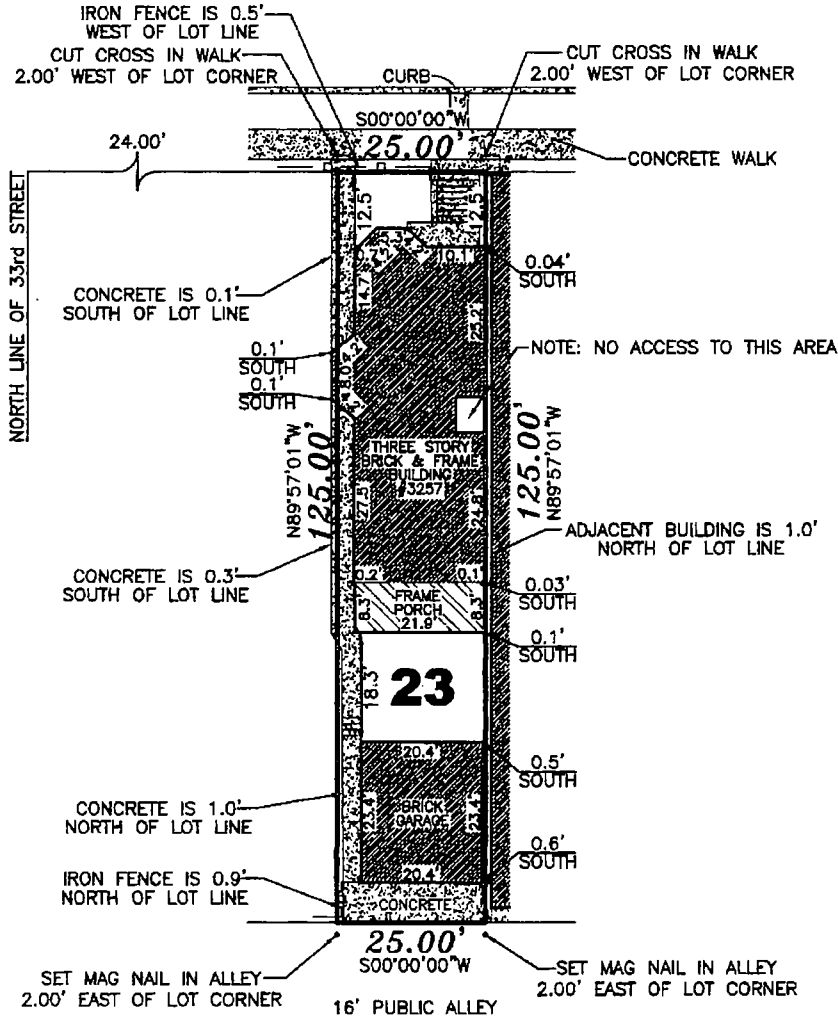 IRON FENCE IS 0.5'
WEST OF LOT LINE
CUT CROSS IN WALK
2.00' WEST OF LOT CORNER
CURB
CUT CROSS IN WALK
2.00' WEST OF LOT CORNER
S00°00'00"W
24.00'
25.00'
CONCRETE WALK
NORTH LINE OF 33rd STREET
12.5
12.5
5.3'
0.7'
10.1'
0.04'
SOUTH
14.7'
25.2'
CONCRETE IS 0.1'
SOUTH OF LOT LINE
0.1'
SOUTH
0.1'
SOUTH
4.2'
8.0'
NOTE: NO ACCESS TO THIS AREA
THREE STORY
BRICK & FRAME
BUILDING
#3257
N89°57'01"W
125.00'
125.00'
N89°57'01"W
27.5'
24.8'
ADJACENT BUILDING IS 1.0'
NORTH OF LOT LINE
CONCRETE IS 0.3'
SOUTH OF LOT LINE
0.2'
0.1'
0.03'
SOUTH
8.3'
FRAME
PORCH
21.9'
8.3'
0.1'
SOUTH
18.3'
23
20.4'
0.5'
SOUTH
CONCRETE IS 1.0'
NORTH OF LOT LINE
23.4'
BRICK
GARAGE
23.4'
0.6'
SOUTH
IRON FENCE IS 0.9'
NORTH OF LOT LINE
20.4'
CONCRETE
25.00'
S00°00'00"W
SET MAG NAIL IN ALLEY
2.00' EAST OF LOT CORNER
SET MAG NAIL IN ALLEY
2.00' EAST OF LOT CORNER
16' PUBLIC ALLEY